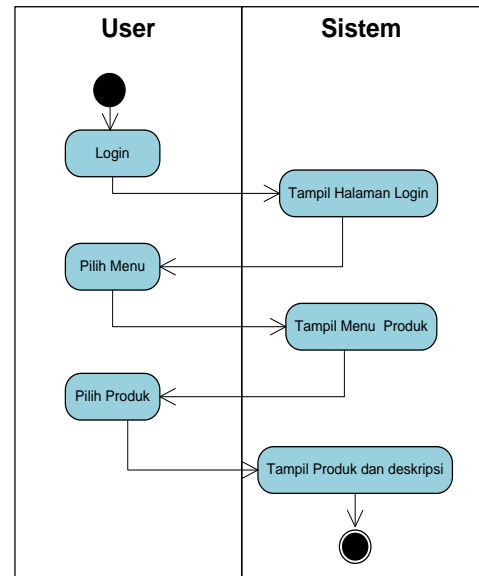 User
Sistem
Login
Tampil Halaman Login
Pilih Menu
Tampil Menu  Produk
Pilih Produk
Tampil Produk dan deskripsi